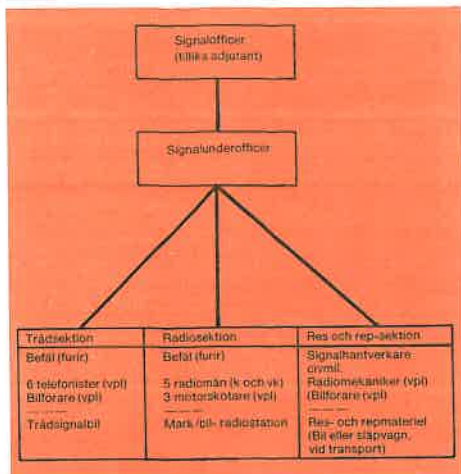 Signalofficer
(tillika adjutant)
Signalunderofficer
Trådsektion
Befäl (furir)
6 telefonister (vpl)
Bilförare (vpl)
Trådsignalbil
Radiosektion
Befäl (furir)
5 radiomän (k och vk)
3 motorskötare (vpl)
Mark /bil- radiostation
Res och rep-sektion
Signalhantverkare
civmil.
Radiomekaniker (vpl)
(Bilförare (vpl)
Res- och repmateriel
(Bil eller släpvagn,
vid transport)